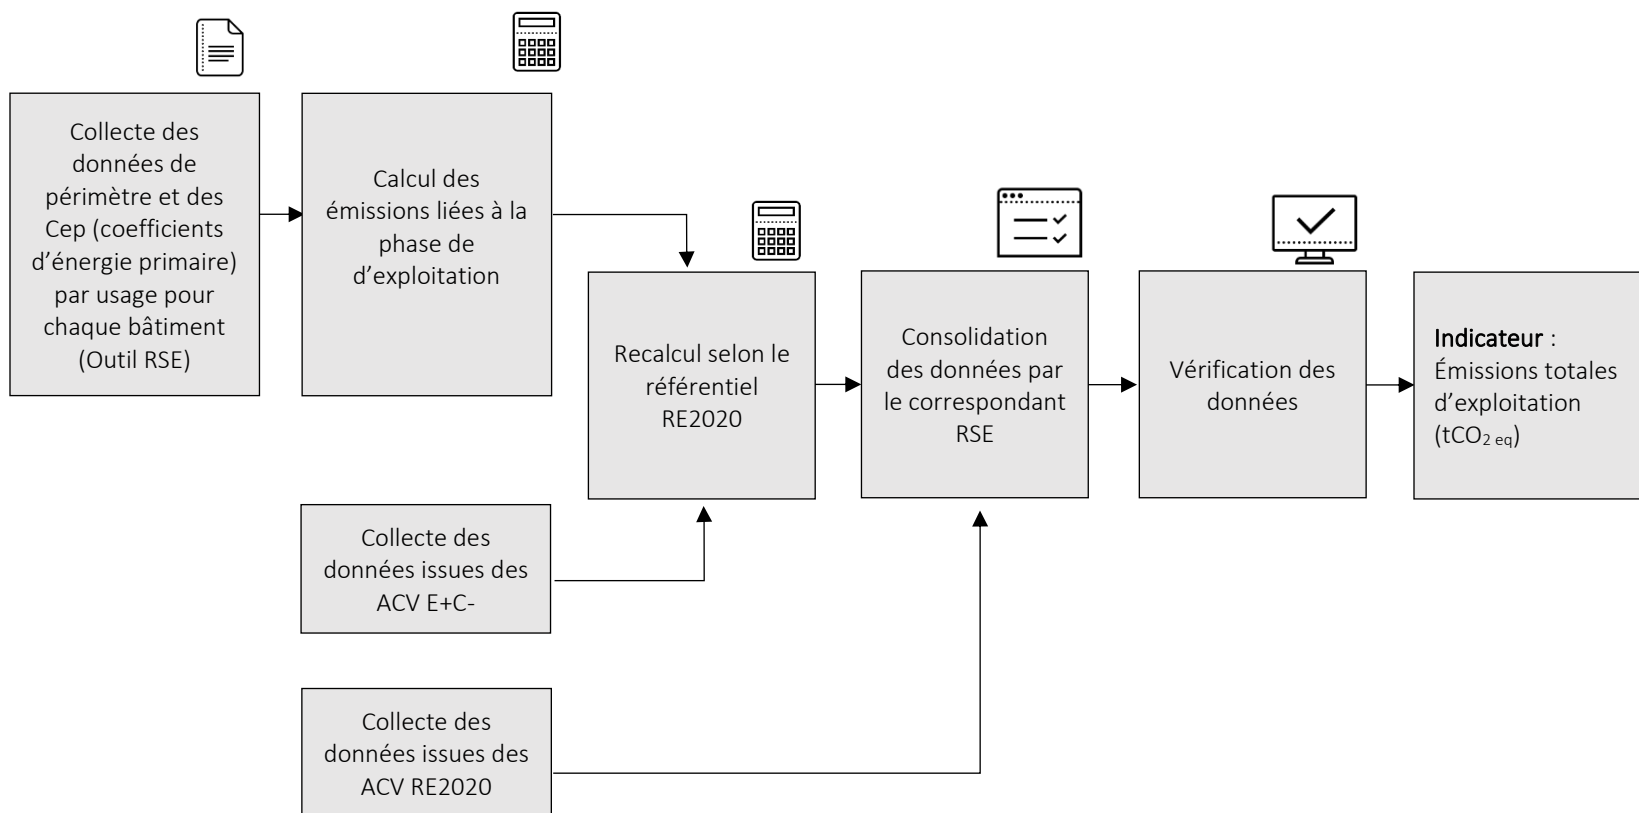 Collecte des
données de
périmètre et des
Cep (coefficients
d'énergie primaire)
par usage pour
chaque bâtiment
(Outil RSE)
Calcul des
émissions liées à la
phase de
d'exploitation
Recalcul selon le
référentiel
RE2020
Consolidation
des données par
le correspondant
RSE
Vérification des
données
Indicateur :
Émissions totales
d'exploitation
(tCO2 eq)
Collecte des
données issues des
ACV E+C-
Collecte des
données issues des
ACV RE2020